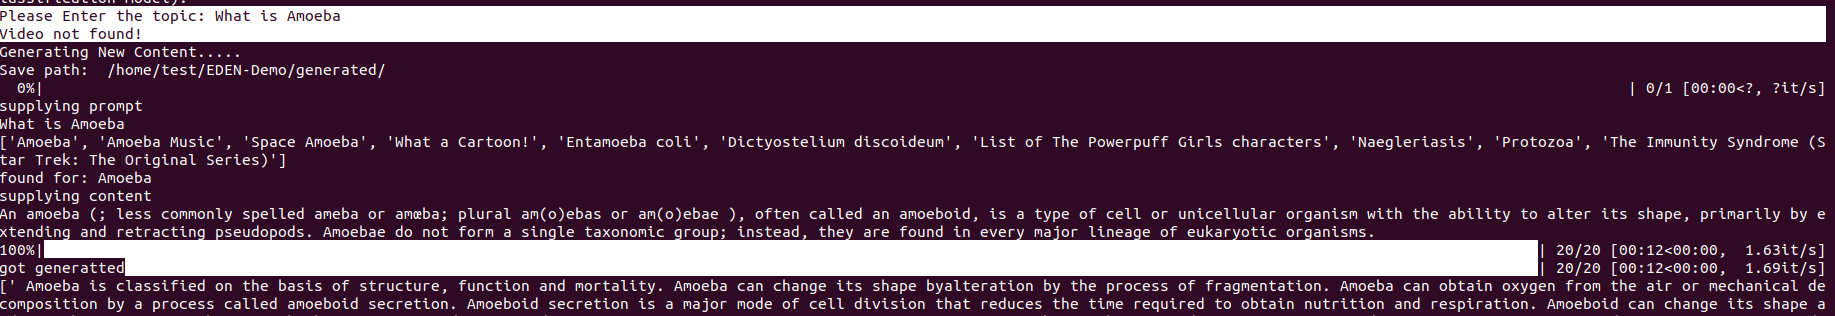 Please Enter the topic: What is Amoeba
Video not found!
Generating New Content.....
Save path:  /home/test/EDEN-Demo/generated/
  0%| | 0/1 [00:00<?, ?it/s]
supplying prompt
What is Amoeba
['Amoeba', 'Amoeba Music', 'Space Amoeba', 'What a Cartoon!', 'Entamoeba coli', 'Dictyostelium discoideum', 'List of The Powerpuff Girls characters', 'Naegleriasis', 'Protozoa', 'The Immunity Syndrome (S
tar Trek: The Original Series)']
found for: Amoeba
supplying content
An amoeba (; less commonly spelled ameba or amœba; plural am(o)ebas or am(o)ebae ), often called an amoeboid, is a type of cell or unicellular organism with the ability to alter its shape, primarily by e
xtending and retracting pseudopods. Amoebae do not form a single taxonomic group; instead, they are found in every major lineage of eukaryotic organisms.
100%| | 20/20 [00:12<00:00,  1.63it/s]
got generatted | 20/20 [00:12<00:00,  1.69it/s]
[' Amoeba is classified on the basis of structure, function and mortality. Amoeba can change its shape byalteration by the process of fragmentation. Amoeba can obtain oxygen from the air or mechanical de
composition by a process called amoeboid secretion. Amoeboid secretion is a major mode of cell division that reduces the time required to obtain nutrition and respiration. Amoeboid can change its shape a